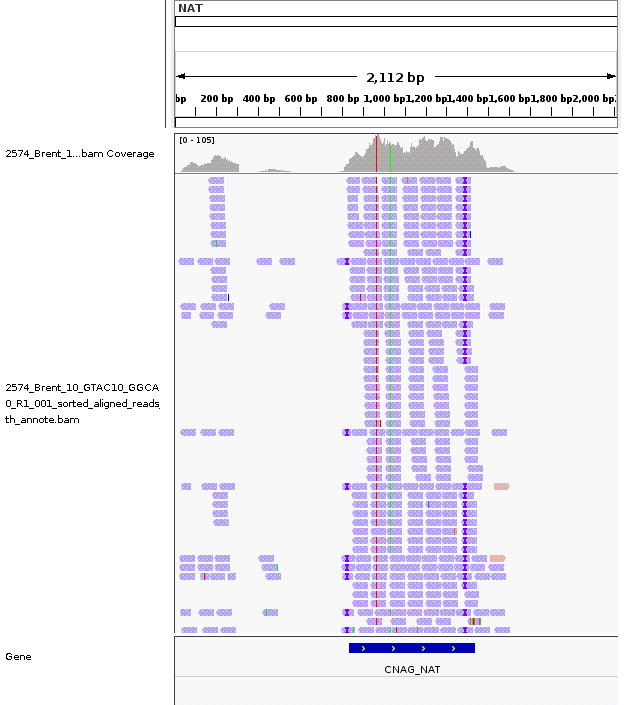 NAT
2,112 bp
bp 200 bp 400 bp 600 bp 800 bp 1,000 bp 1,200 bp 1,400 bp 1,600 bp 1,800 bp 2,000 bp
[0 - 105]
2574_Brent_1...bam Coverage
2574_Brent_10_GTAC10_GGCA
0_R1_001_sorted_aligned_reads_
th_annote.bam
Gene
CNAG_NAT